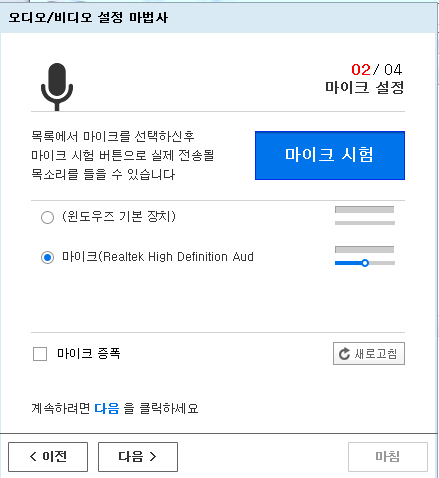 오디오/비디오 설정 마법사
02 / 04
마이크 설정
목록에서 마이크를 선택하신후
마이크 시험 버튼으로 실제 전송될
목소리를 들을 수 있습니다
마이크 시험
(윈도우즈 기본 장치)
마이크(Realtek High Definition Aud
마이크 증폭
새로고침
계속하려면 다음 을 클릭하세요
< 이전
다음 >
마침